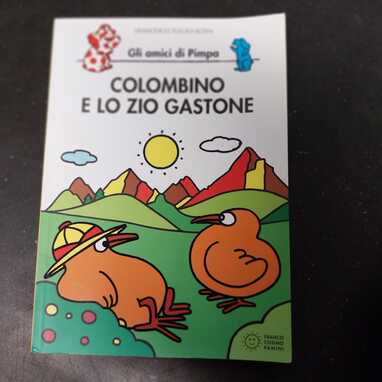 FRANCESCO TULLIO-ALTAN
Gli amici di Pimpa
COLOMBINO
E LO ZIO GASTONE
FRANCO
COSIMO
PANINI